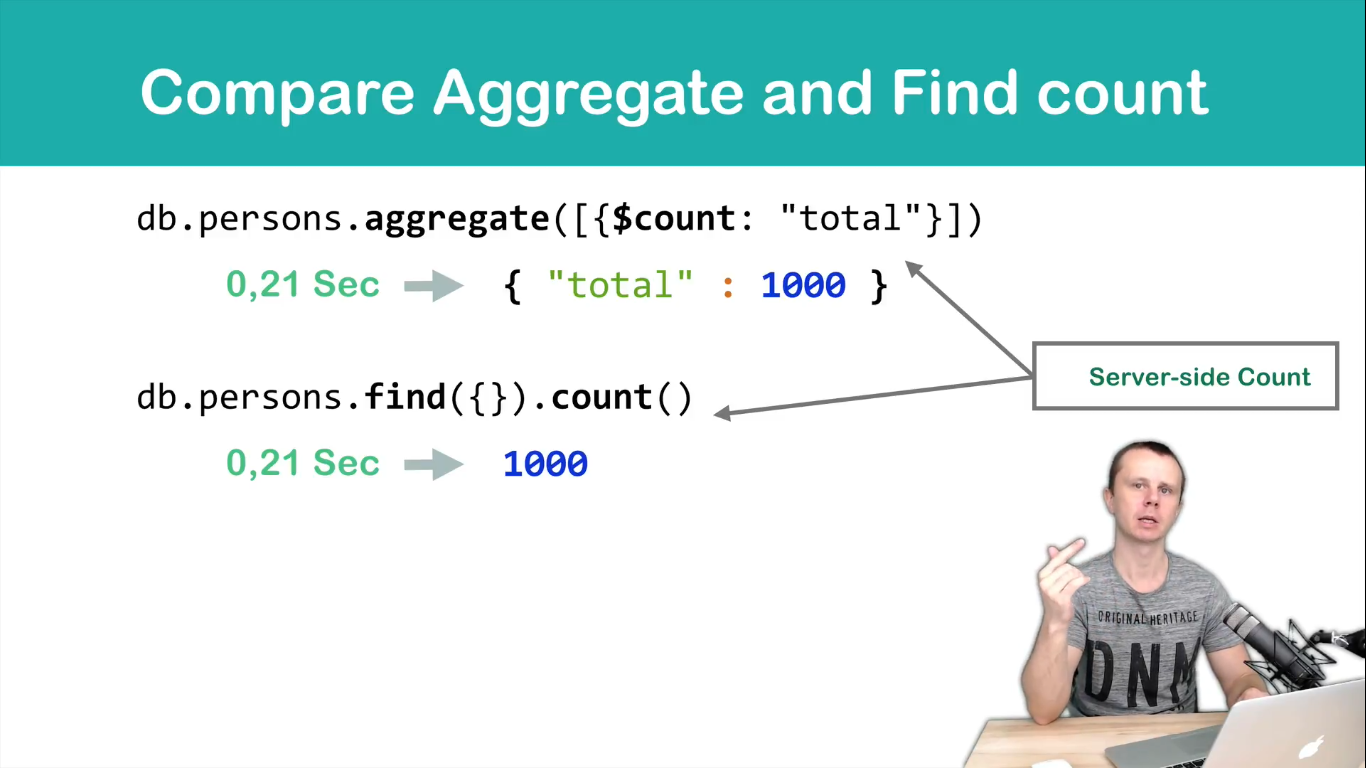 Compare Aggregate and Find count
db.persons.aggregate([{$count: "total"}])
0,21 Sec
{ "total" : 1000 }
Server-side Count
db.persons.find({}).count()
0,21 Sec
1000
ORIGINAL HERITAGE
DNM